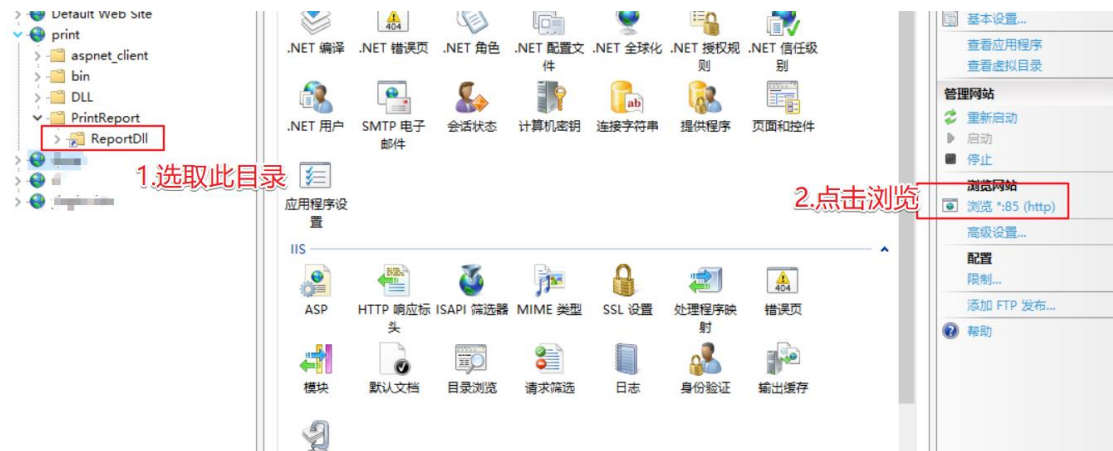 Default Web Site
print
aspnet_client
bin
DLL
PrintReport
ReportDll
1.选取此目录
.NET 编译
.NET 错误页
.NET 角色
.NET 配置文件
.NET 全球化
.NET 授权规则
.NET 信任级别
.NET 用户
SMTP 电子邮件
会话状态
计算机密钥
连接字符串
提供程序
页面和控件
应用程序设置
IIS
ASP
HTTP 响应标头
ISAPI 筛选器
MIME 类型
SSL 设置
处理程序映射
错误页
模块
默认文档
目录浏览
请求筛选
日志
身份验证
输出缓存
2.点击浏览
基本设置...
查看应用程序
查看虚拟目录
管理网站
重新启动
启动
停止
浏览网站
浏览 *:85 (http)
高级设置...
配置
限制...
添加 FTP 发布...
帮助